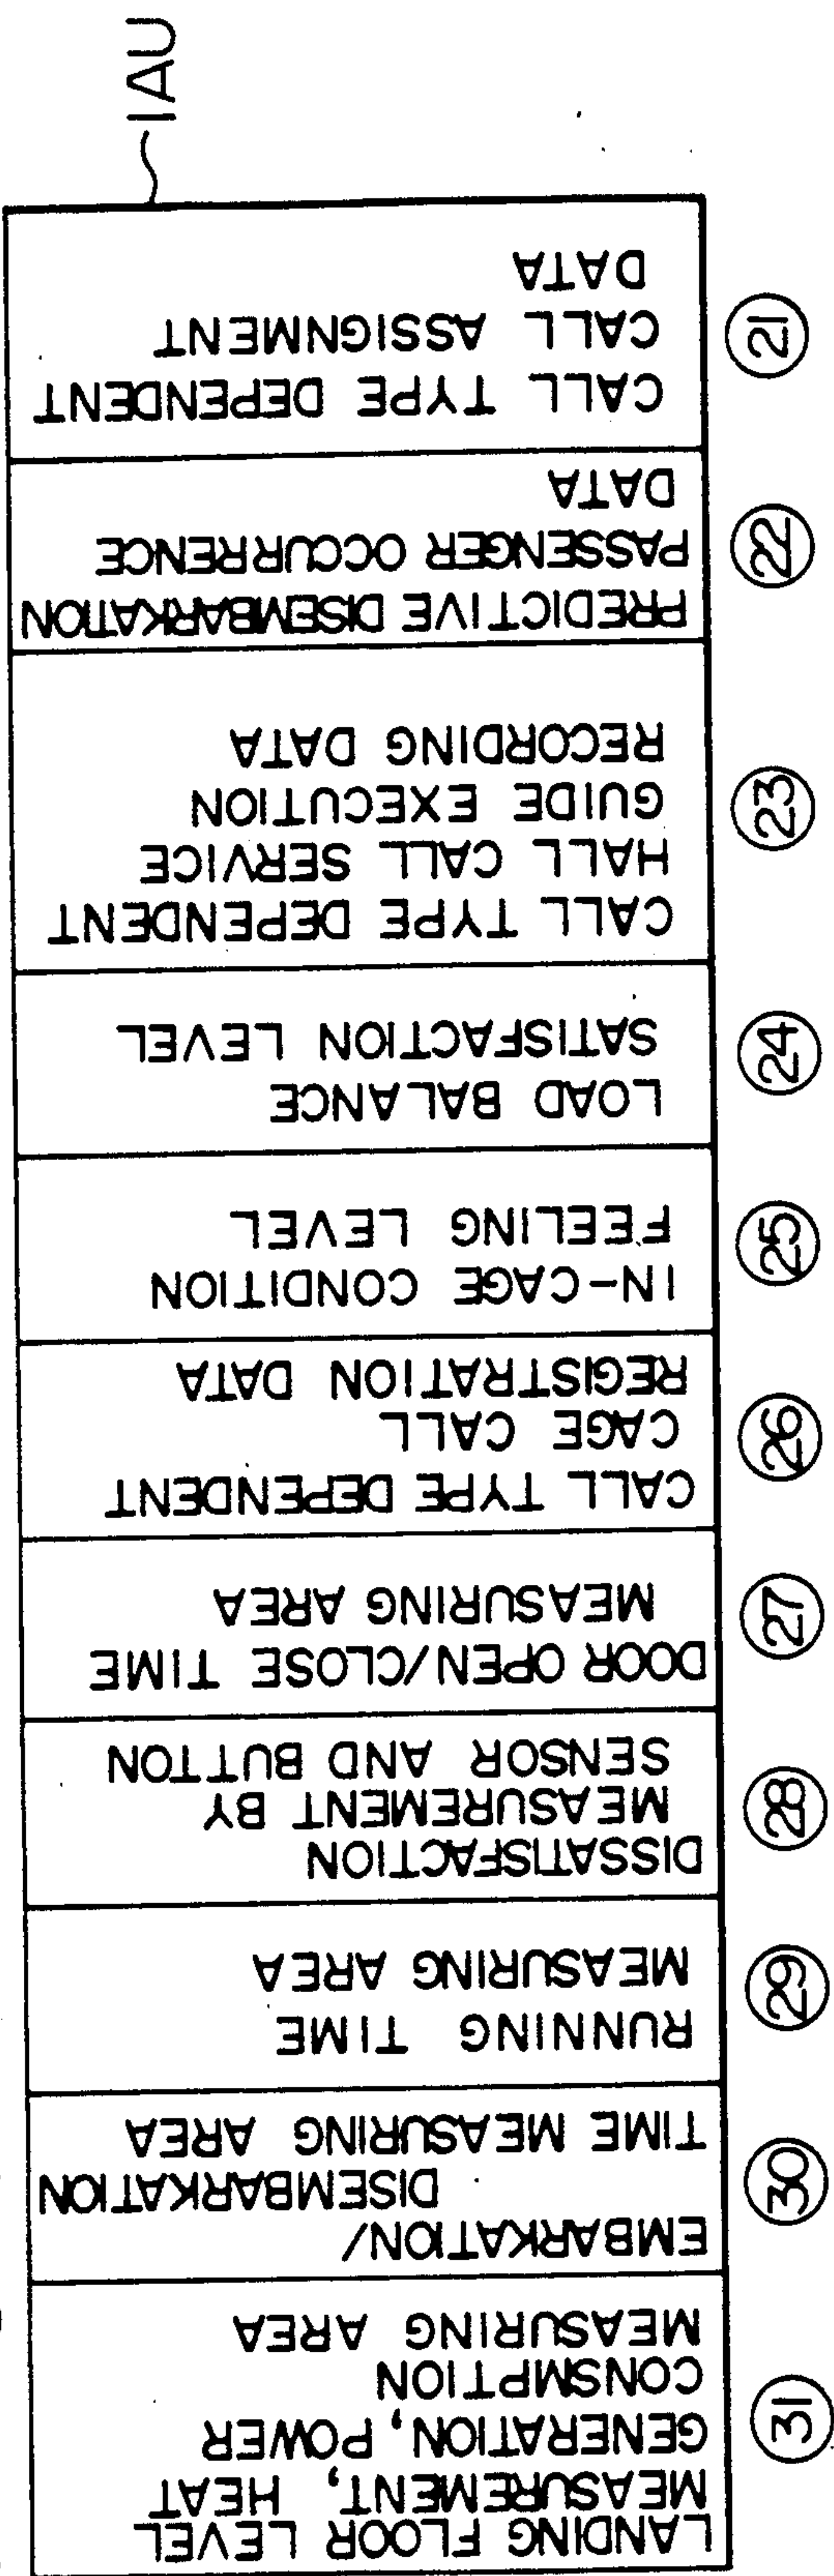 31
LANDING FLOOR LEVEL
MEASUREMENT, HEAT
GENERATION, POWER
CONSMPTION
MEASURING AREA
30
EMBARKATION/
DISEMBARKATION
TIME MEASURING AREA
29
RUNNING TIME
MEASURING AREA
28
DISSATISFACTION
MEASUREMENT BY
SENSOR AND BUTTON
27
DOOR OPEN/CLOSE TIME
MEASURING AREA
26
CALL TYPE DEPENDENT
CAGE CALL
REGISTRATION DATA
25
IN-CAGE CONDITION
FEELING LEVEL
24
LOAD BALANCE
SATISFACTION LEVEL
23
CALL TYPE DEPENDENT
HALL CALL SERVICE
GUIDE EXECUTION
RECORDING DATA
22
PREDICTIVE DISEMBARKATION
PASSENGER OCCURRENCE
DATA
21
CALL TYPE DEPENDENT
CALL ASSIGNMENT
DATA
IAU